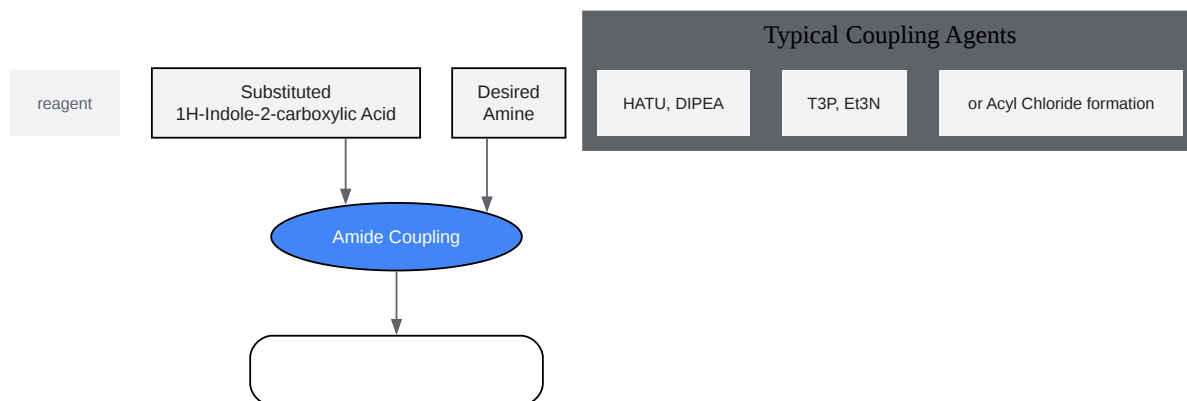 Typical Coupling Agents
reagent
Substituted
1H-Indole-2-carboxylic Acid
Desired
Amine
HATU, DIPEA
T3P, Et3N
or Acyl Chloride formation
Amide Coupling